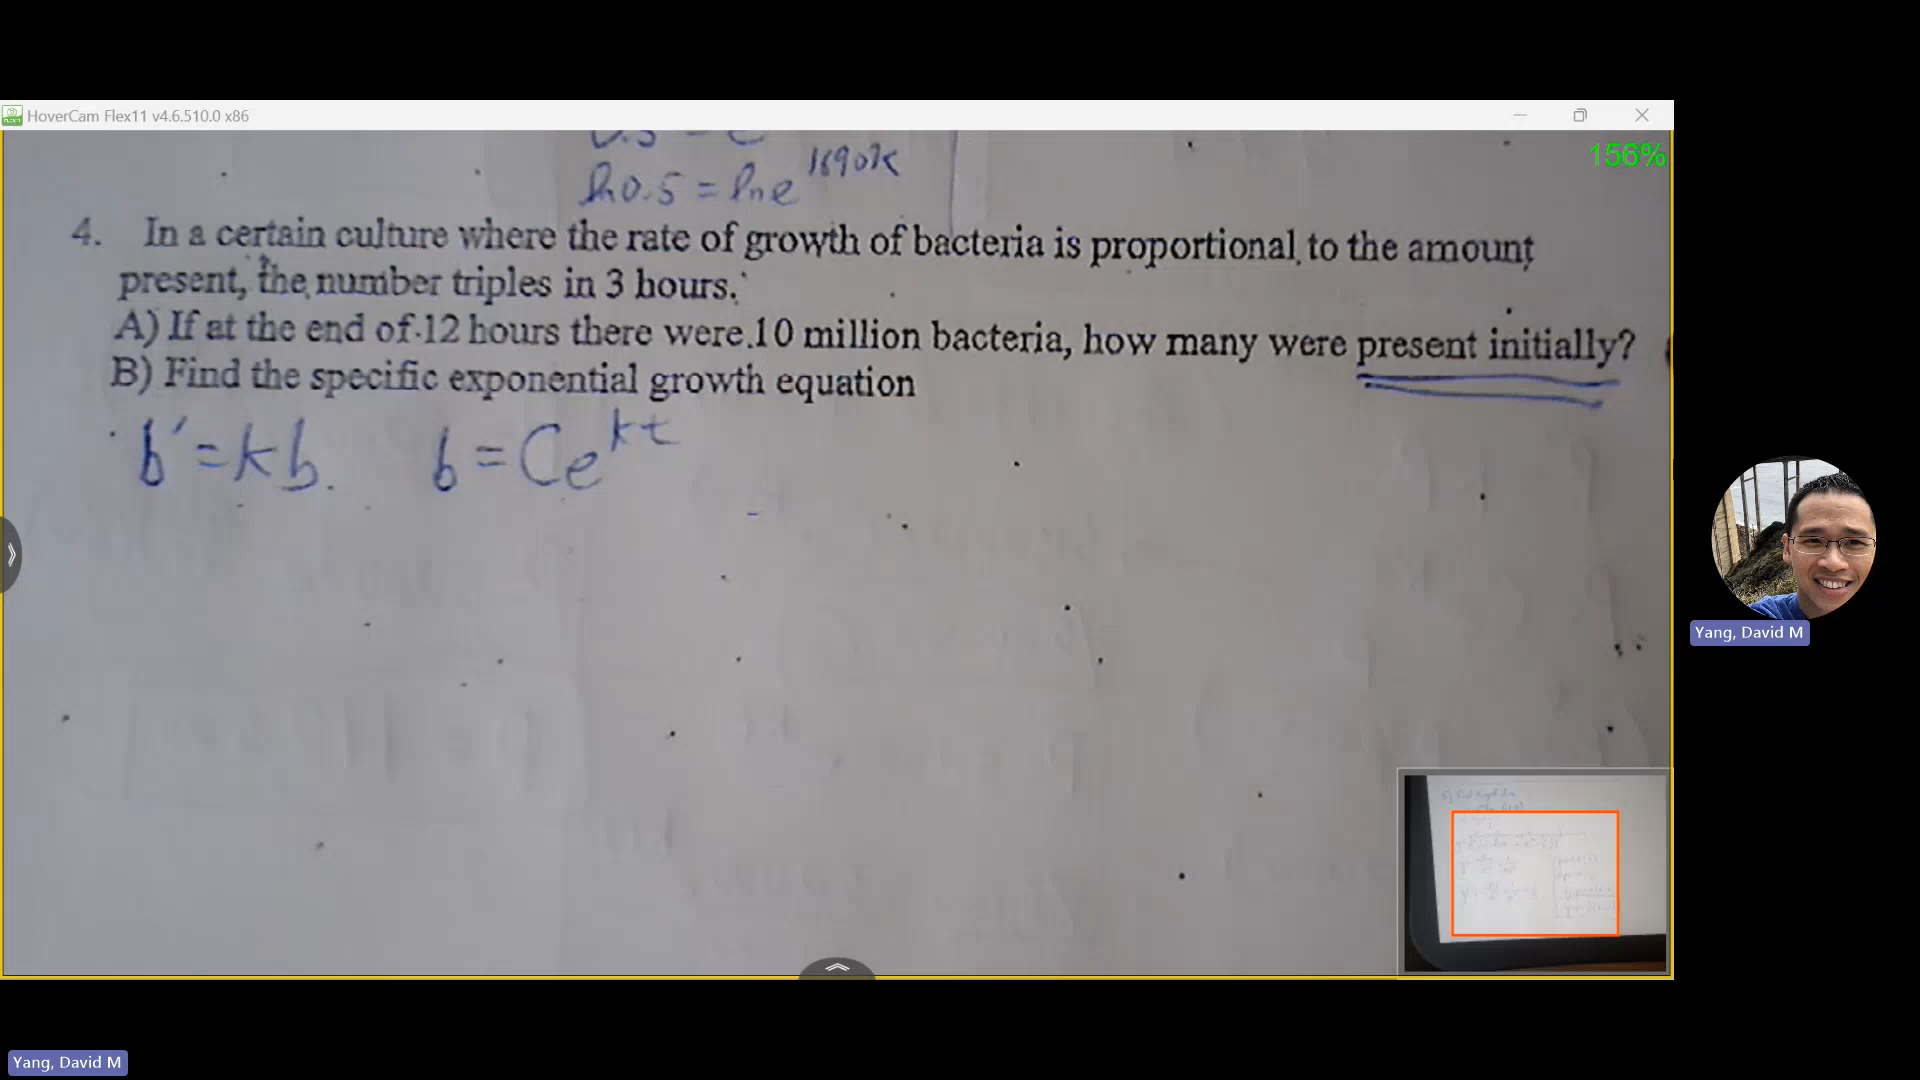 HoverCam Flex11 v4.6.510.0 x86
156%
ln0.5 = lne^1690k
4. In a certain culture where the rate of growth of bacteria is proportional to the amount
present, the number triples in 3 hours.
A) If at the end of 12 hours there were 10 million bacteria, how many were present initially?
B) Find the specific exponential growth equation
b' = kb. b = Ce^kt
Yang, David M
Yang, David M